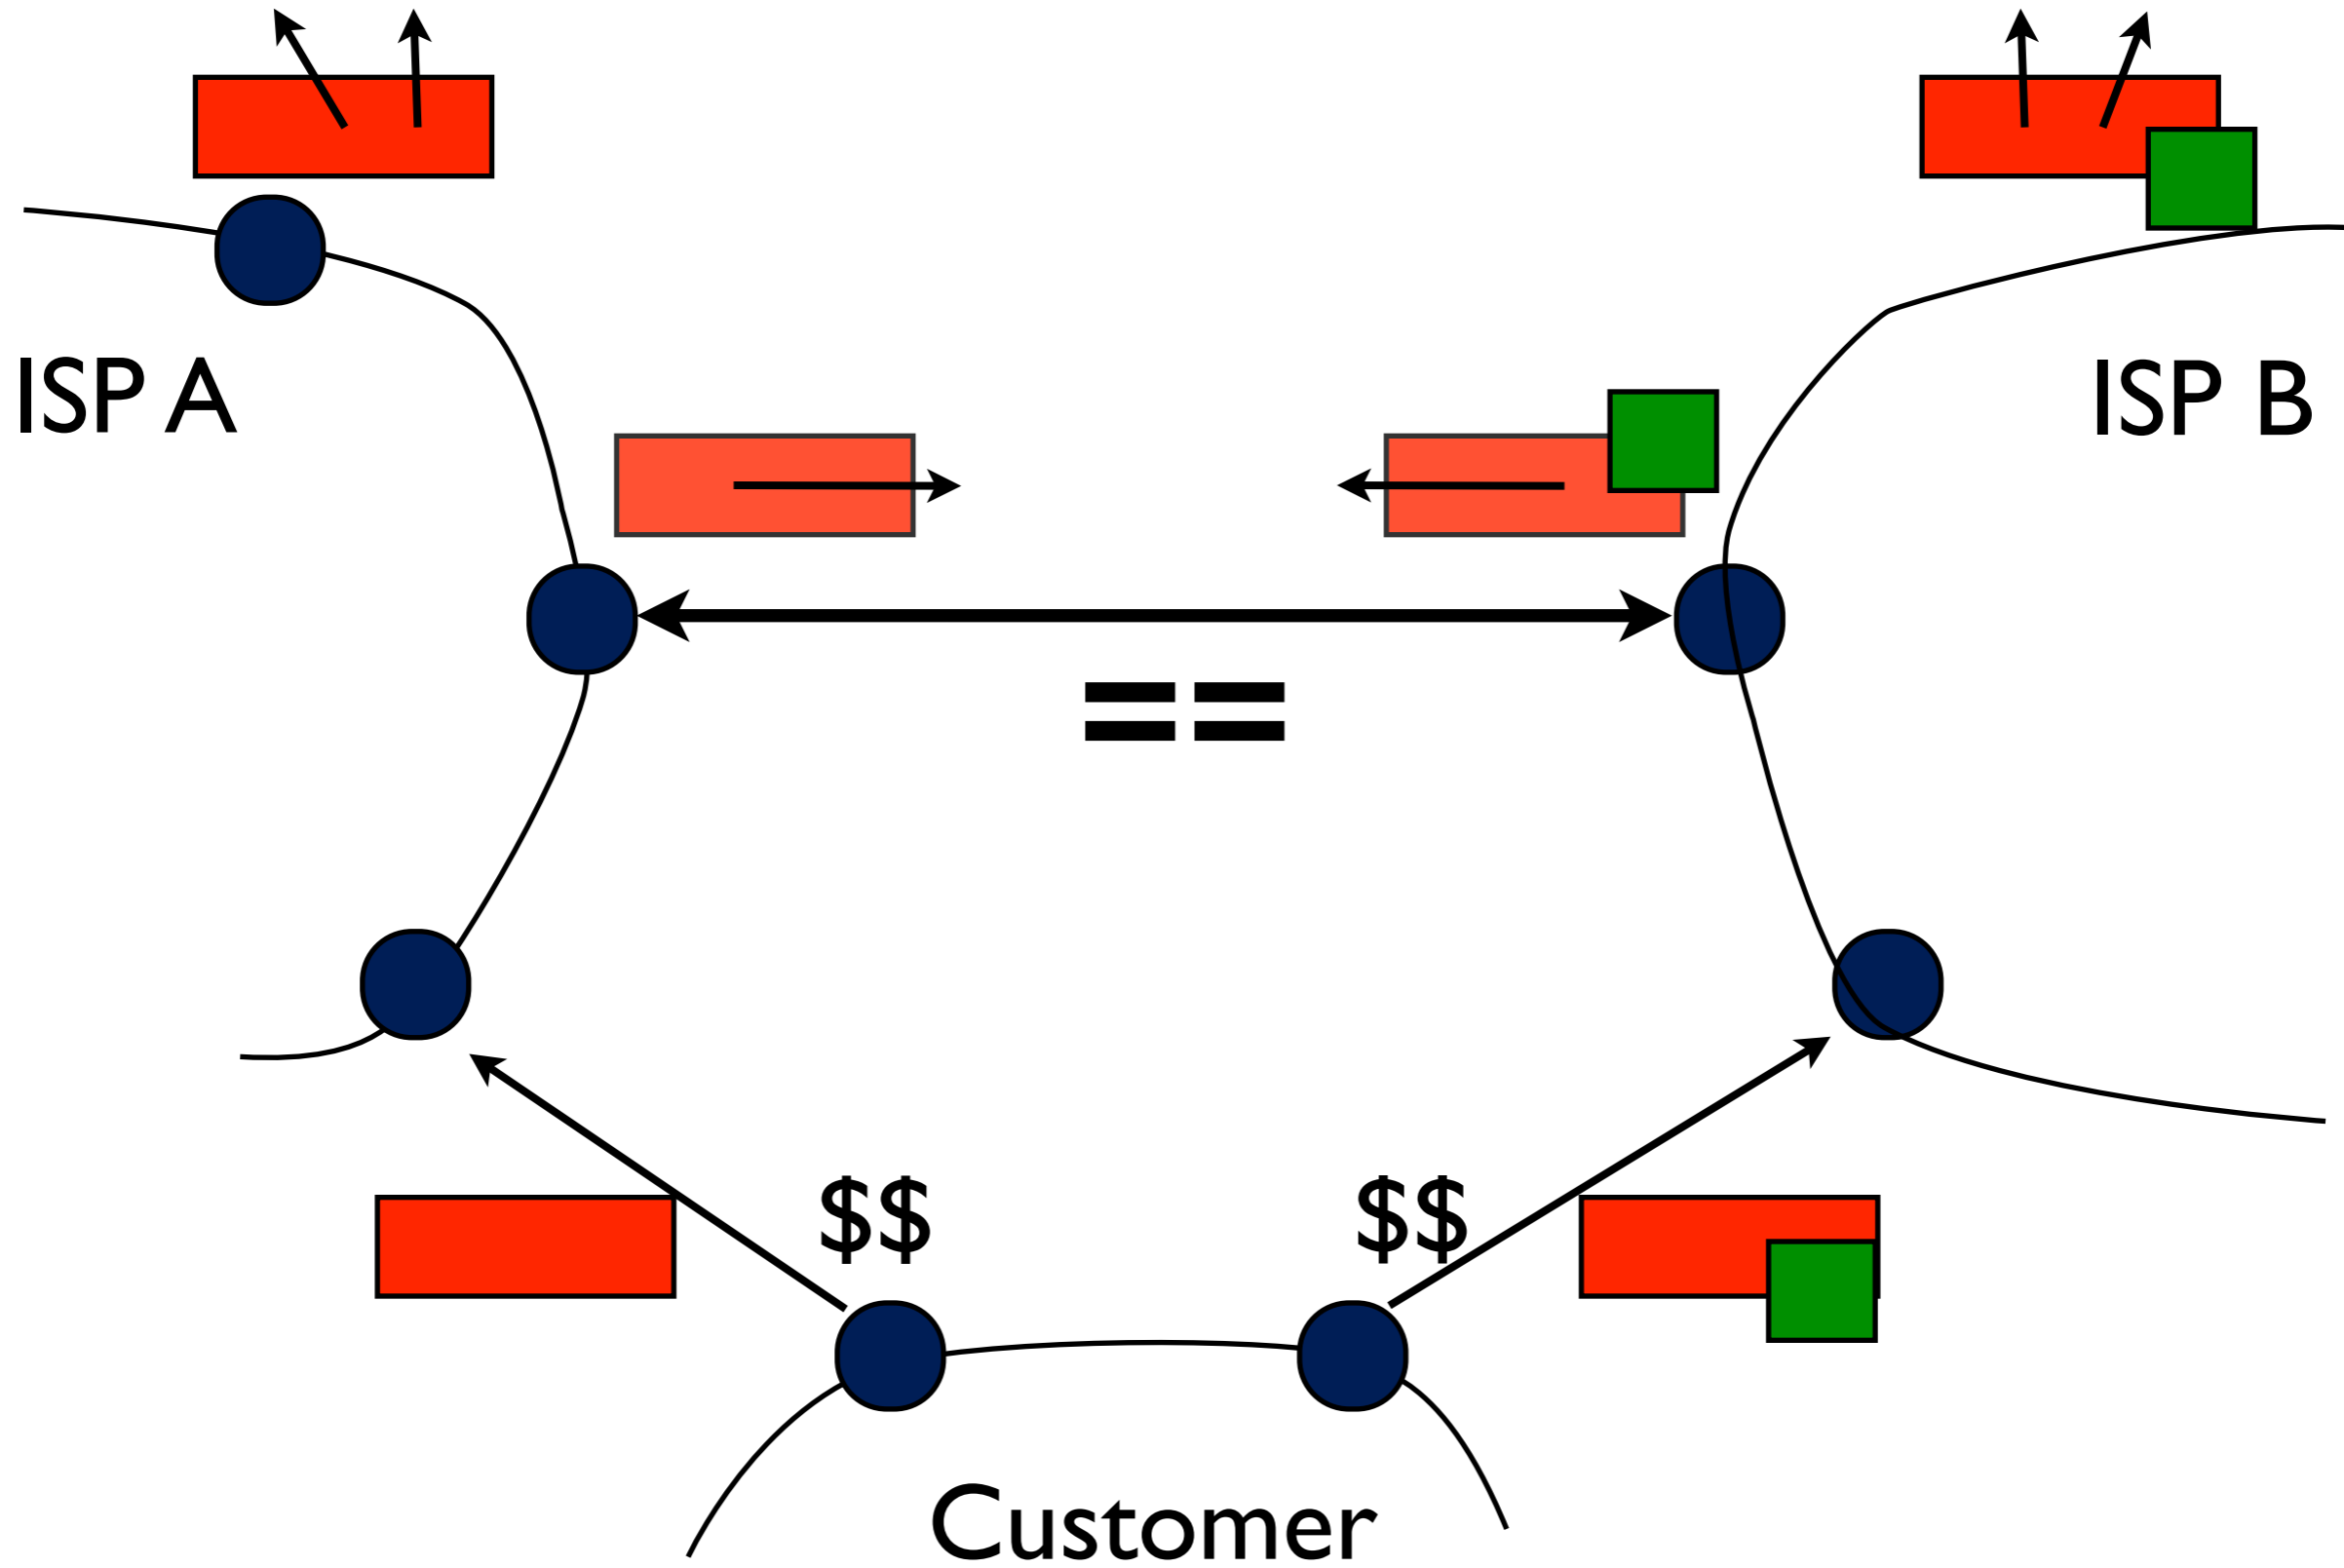 ISP A
ISP B
==
$$
$$
Customer